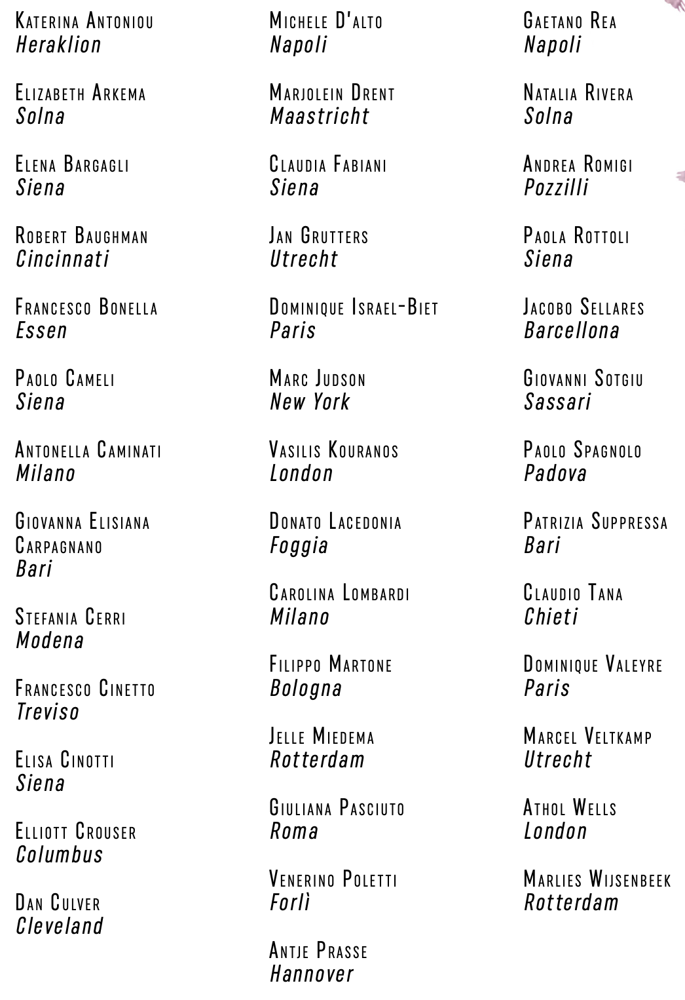 Katerina Antoniou
Heraklion
Elizabeth Arkema
Solna
Elena Bargagli
Siena
Robert Baughman
Cincinnati
Francesco Bonella
Essen
Paolo Cameli
Siena
Antonella Caminati
Milano
Giovanna Elisiana
Carpagnano
Bari
Stefania Cerri
Modena
Francesco Cinetto
Treviso
Elisa Cinotti
Siena
Elliott Crouser
Columbus
Dan Culver
Cleveland
Michele D'alto
Napoli
Marjolein Drent
Maastricht
Claudia Fabiani
Siena
Jan Grutters
Utrecht
Dominique Israel-Biet
Paris
Marc Judson
New York
Vasilis Kouranos
London
Donato Lacedonia
Foggia
Carolina Lombardi
Milano
Filippo Martone
Bologna
Jelle Miedema
Rotterdam
Giuliana Pasciuto
Roma
Venerino Poletti
Forlì
Antje Prasse
Hannover
Gaetano Rea
Napoli
Natalia Rivera
Solna
Andrea Romigi
Pozzilli
Paola Rottoli
Siena
Jacobo Sellares
Barcellona
Giovanni Sotgiu
Sassari
Paolo Spagnolo
Padova
Patrizia Suppressa
Bari
Claudio Tana
Chieti
Dominique Valeyre
Paris
Marcel Veltkamp
Utrecht
Athol Wells
London
Marlies Wijsenbeek
Rotterdam